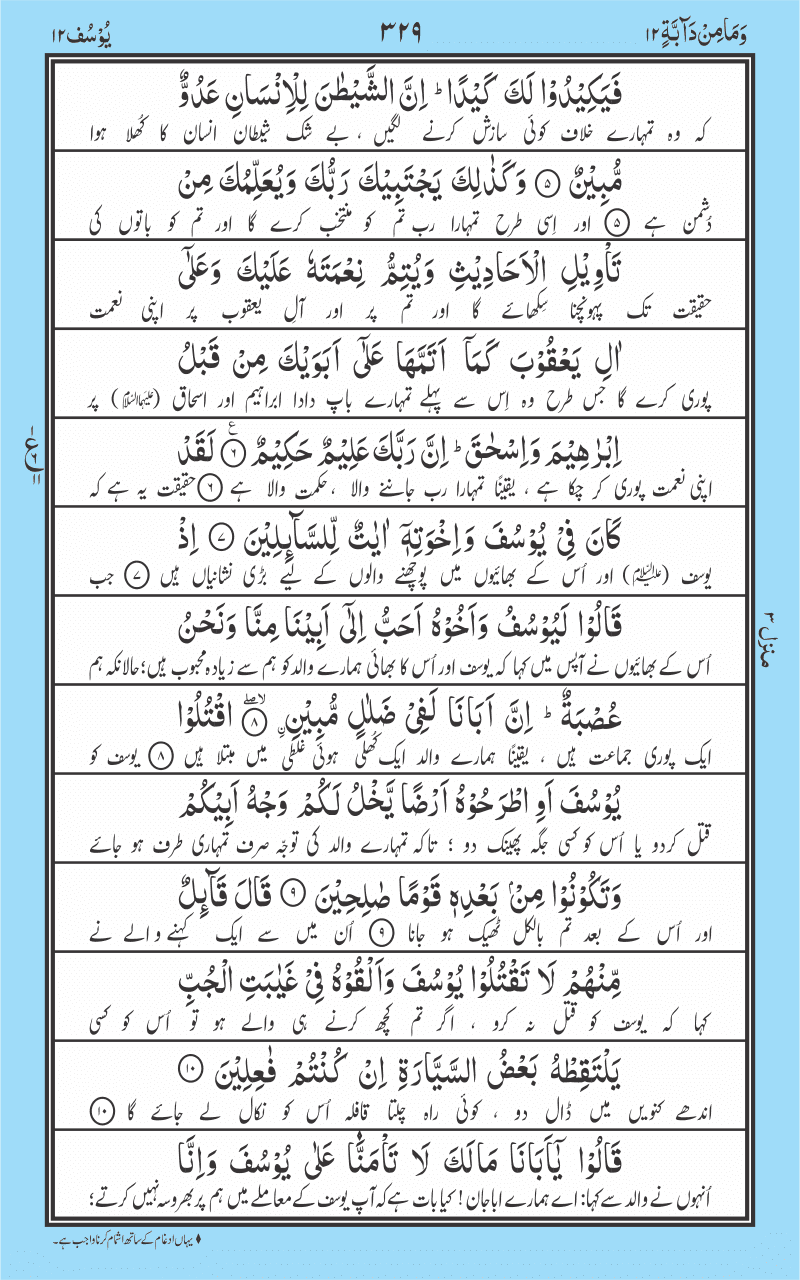 وَمَا مِنْ دَآبَّةٍ ١٢
٣٢٩
يُوْسُف ١٢
فَيَكِيْدُوْا لَكَ كَيْدًا ؕ اِنَّ الشَّيْطٰنَ لِلْاِنْسَانِ عَدُوٌّ
کہ وہ تمہارے خلاف کوئی سازش کرنے لگیں ، بے شک شیطان انسان کا کُھلا ہوا
مُّبِيْنٌ ۝۵ وَكَذٰلِكَ يَجْتَبِيْكَ رَبُّكَ وَيُعَلِّمُكَ مِنْ
دُشمن ہے ۝۵ اور اِسی طرح تمہارا رب تم کو منتخب کرے گا اور تم کو باتوں کی
تَاْوِيْلِ الْاَحَادِيْثِ وَيُتِمُّ نِعْمَتَهٗ عَلَيْكَ وَعَلٰٓى
حقیقت تک پہونچنا سِکھائے گا اور تم پر اور آلِ یعقوب پر اپنی نعمت
اٰلِ يَعْقُوْبَ كَمَاۤ اَتَمَّهَا عَلٰٓى اَبَوَيْكَ مِنْ قَبْلُ
پوری کرے گا جس طرح وہ اِس سے پہلے تمہارے باپ دادا ابراہیم اور اسحاق (علیہما السّلام) پر
اِبْرٰهِيْمَ وَاِسْحٰقَ ؕ اِنَّ رَبَّكَ عَلِيْمٌ حَكِيْمٌ ۝۶ۧ لَقَدْ
اپنی نعمت پوری کر چکا ہے ، یقینًا تمہارا رب جاننے والا ، حکمت والا ہے ۝۶ حقیقت یہ ہے کہ
كَانَ فِيْ يُوْسُفَ وَاِخْوَتِهٖۤ اٰيٰتٌ لِّلسَّآئِلِيْنَ ۝۷ اِذْ
یوسف (علیہ السّلام) اور اُس کے بھائیوں میں پوچھنے والوں کے لیے بڑی نشانیاں ہیں ۝۷ جب
قَالُوْا لَيُوْسُفُ وَاَخُوْهُ اَحَبُّ اِلٰٓى اَبِيْنَا مِنَّا وَنَحْنُ
اُس کے بھائیوں نے آپس میں کہا کہ یوسف اور اُس کا بھائی ہمارے والد کو ہم سے زیادہ محبوب ہیں؛ حالانکہ ہم
عُصْبَةٌ ؕ اِنَّ اَبَانَا لَفِيْ ضَلٰلٍ مُّبِيْنِۙ ۝۸ اقْتُلُوْا
ایک پوری جماعت ہیں ، یقینًا ہمارے والد ایک کُھلی ہوئی غلطی میں مبتلا ہیں ۝۸ یوسف کو
يُوْسُفَ اَوِ اطْرَحُوْهُ اَرْضًا يَّخْلُ لَكُمْ وَجْهُ اَبِيْكُمْ
قتل کردو یا اُس کو کسی جگہ پھینک دو ؛ تاکہ تمہارے والد کی توجّہ صرف تمہاری طرف ہو جائے
وَتَكُوْنُوْا مِنْۢ بَعْدِهٖ قَوْمًا صٰلِحِيْنَ ۝۹ قَالَ قَآئِلٌ
اور اُس کے بعد تم بالکل ٹھیک ہو جانا ۝۹ اُن میں سے ایک کہنے والے نے
مِّنْهُمْ لَا تَقْتُلُوْا يُوْسُفَ وَاَلْقُوْهُ فِيْ غَيٰبَتِ الْجُبِّ
کہا کہ یوسف کو قتل نہ کرو ، اگر تم کچھ کرنے ہی والے ہو تو اُس کو کسی
يَلْتَقِطْهُ بَعْضُ السَّيَّارَةِ اِنْ كُنْتُمْ فٰعِلِيْنَ ۝۱۰
اندھے کنویں میں ڈال دو ، کوئی راہ چلتا قافلہ اُس کو نکال لے جائے گا ۝۱۰
قَالُوْا يٰۤاَبَانَا مَا لَكَ لَا تَاْمَنَّا عَلٰى يُوْسُفَ وَاِنَّا
اُنہوں نے والد سے کہا: اے ہمارے اباجان! کیا بات ہے کہ آپ یوسف کے معاملے میں ہم پر بھروسہ نہیں کرتے؛
♦ یہاں ادغام کے ساتھ اشمام کرنا واجب ہے۔
منزل ۳